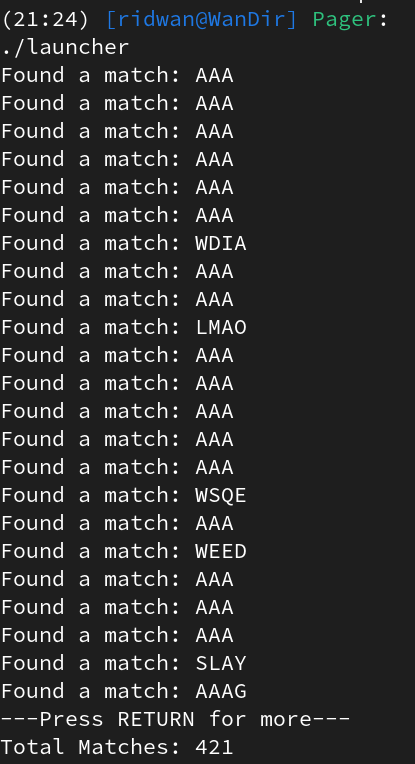 (21:24) [ridwan@WanDir] Pager:
./launcher
Found a match: AAA
Found a match: AAA
Found a match: AAA
Found a match: AAA
Found a match: AAA
Found a match: AAA
Found a match: WDIA
Found a match: AAA
Found a match: AAA
Found a match: LMAO
Found a match: AAA
Found a match: AAA
Found a match: AAA
Found a match: AAA
Found a match: AAA
Found a match: WSQE
Found a match: AAA
Found a match: WEED
Found a match: AAA
Found a match: AAA
Found a match: AAA
Found a match: SLAY
Found a match: AAAG
---Press RETURN for more---
Total Matches: 421